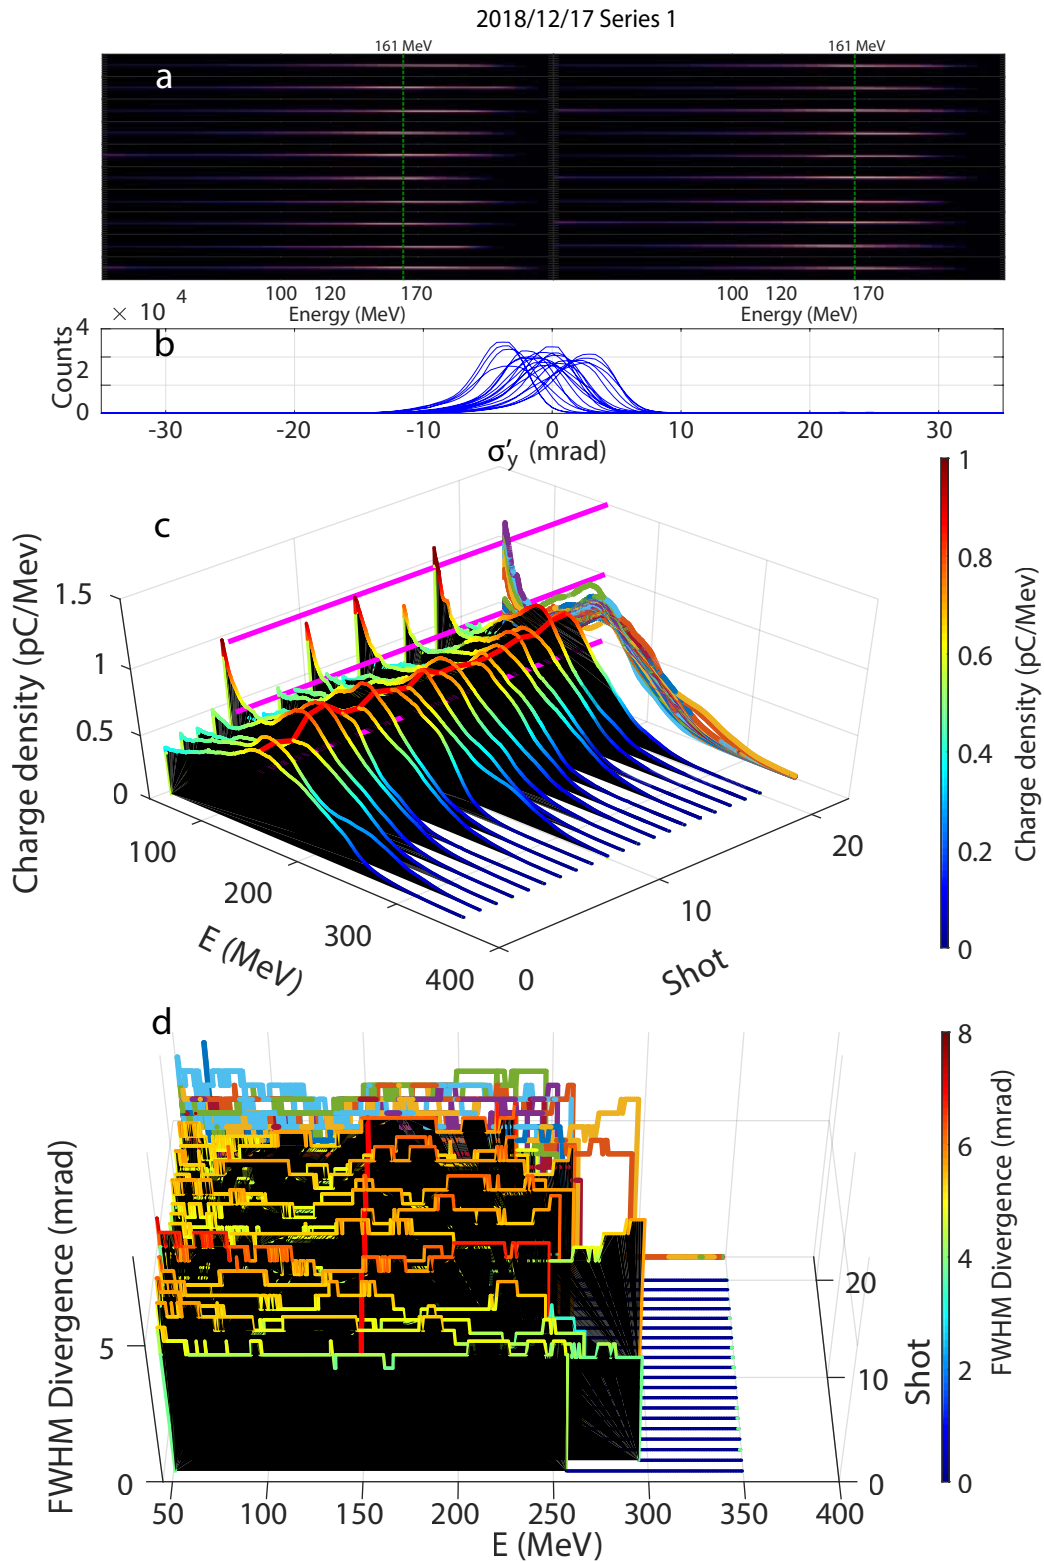 2018/12/17 Series 1
161 MeV 161 MeV
a
100 120 170 100 120 170
Energy (MeV) Energy (MeV)
× 10 4
b
Counts
4
2
0
-30 -20 -10 0 10 20 30
σ′y (mrad)
c
Charge density (pC/Mev)
1.5
1
0.5
0
100
200
300
400
E (MeV)
0
10
20
Shot
1
0.8
0.6
0.4
0.2
0
Charge density (pC/Mev)
d
FWHM Divergence (mrad)
5
0
50 100 150 200 250 300 350 400
E (MeV)
20
10
0
Shot
8
6
4
2
0
FWHM Divergence (mrad)